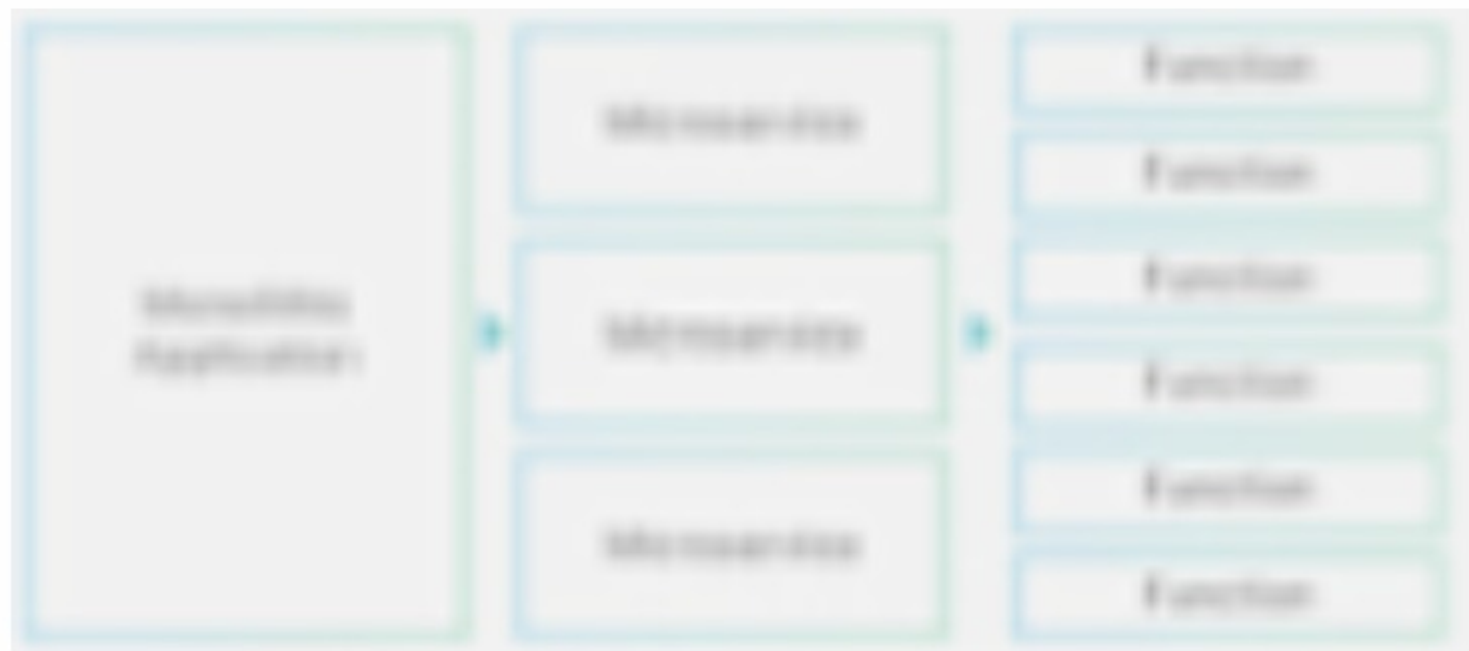 Monolithic
Application
Microservice
Microservice
Microservice
Function
Function
Function
Function
Function
Function